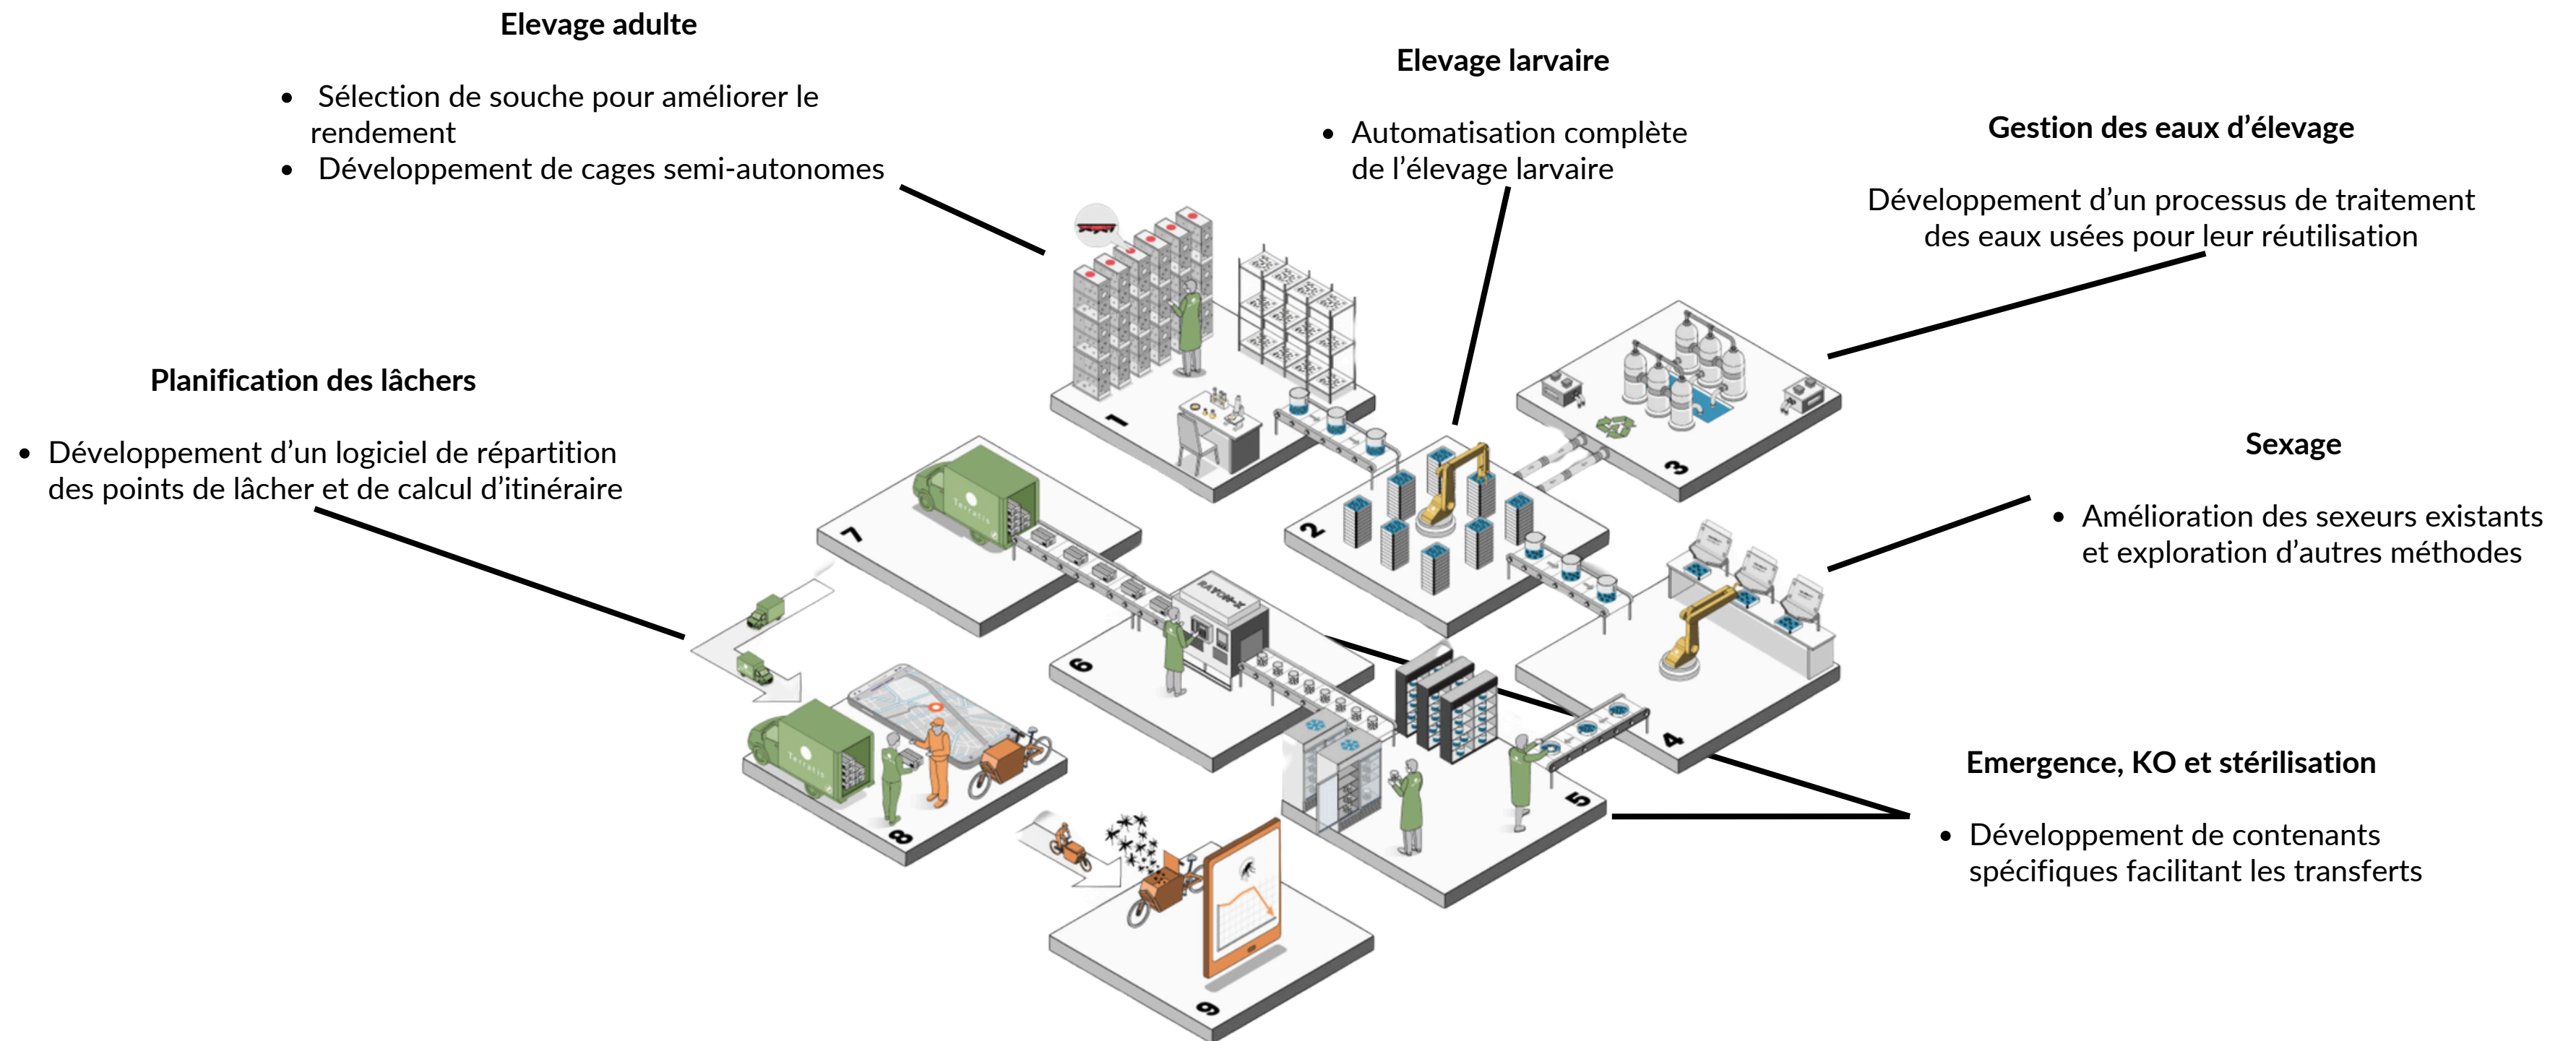 Elevage adulte
• Sélection de souche pour améliorer le
rendement
• Développement de cages semi-autonomes
Elevage larvaire
• Automatisation complète
de l’élevage larvaire
Gestion des eaux d’élevage
Développement d’un processus de traitement
des eaux usées pour leur réutilisation
Planification des lâchers
• Développement d’un logiciel de répartition
des points de lâcher et de calcul d’itinéraire
Sexage
• Amélioration des sexeurs existants
et exploration d’autres méthodes
Emergence, KO et stérilisation
• Développement de contenants
spécifiques facilitant les transferts
1
2
3
4
5
6
RAYON-X
7
Terratis
8
Terratis
9